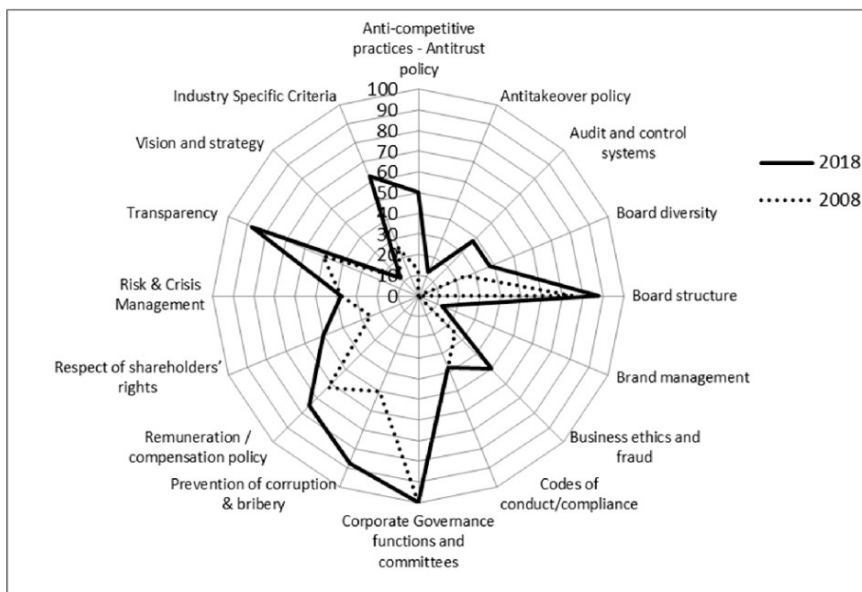 Anti-competitive
practices - Antitrust
policy
Industry Specific Criteria
Antitakeover policy
Vision and strategy
Audit and control
systems
Transparency
Board diversity
Risk & Crisis
Management
Board structure
Respect of shareholders'
rights
Brand management
Remuneration /
compensation policy
Business ethics and
fraud
Prevention of corruption
& bribery
Codes of
conduct/compliance
Corporate Governance
functions and
committees
100
90
80
70
60
50
40
30
20
10
0
2018
2008